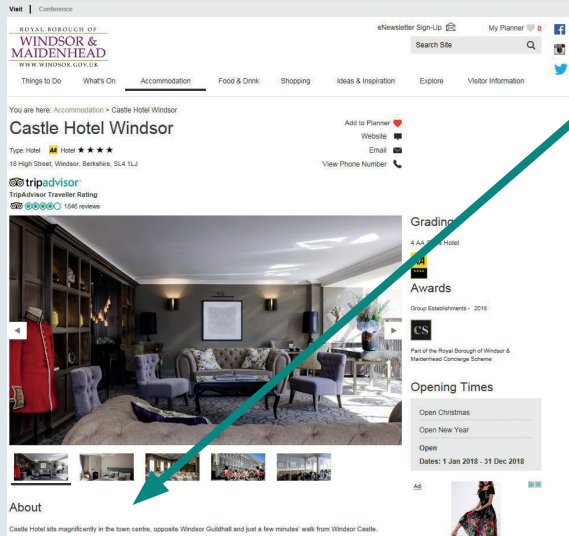 Visit | Conference
ROYAL BOROUGH OF
WINDSOR &
MAIDENHEAD
WWW.WINDSOR.GOV.UK
eNewsletter Sign-Up
My Planner 0
Search Site
Things to Do What's On Accommodation Food & Drink Shopping Ideas & Inspiration Explore Visitor Information
You are here: Accommodation > Castle Hotel Windsor
Castle Hotel Windsor
Add to Planner
Website
Email
View Phone Number
Type: Hotel AA Hotel ★★★★
18 High Street, Windsor, Berkshire, SL4 1LJ
tripadvisor
TripAdvisor Traveller Rating
1646 reviews
Grading
4 AA Hotel
AA
Awards
Group Establishments - 2018
cs
Part of the Royal Borough of Windsor &
Maidenhead Concierge Scheme
Opening Times
Open Christmas
Open New Year
Open
Dates: 1 Jan 2018 - 31 Dec 2018
Ad
About
Castle Hotel sits magnificently in the town centre, opposite Windsor Guildhall and just a few minutes' walk from Windsor Castle.